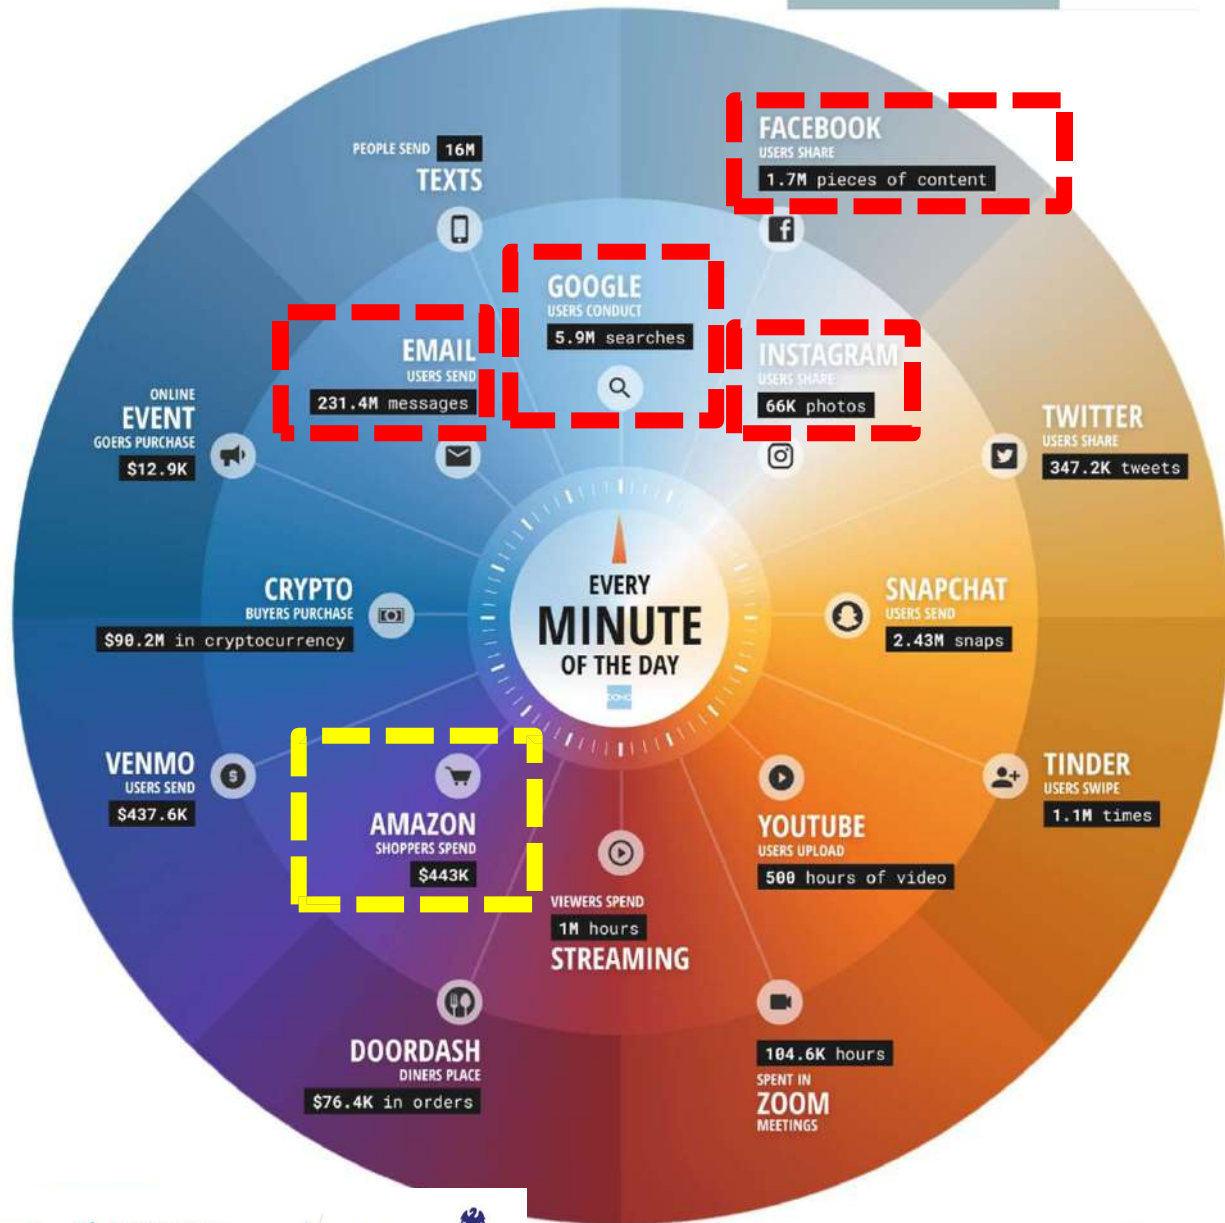 PEOPLE SEND 16M
TEXTS
FACEBOOK
USERS SHARE
1.7M pieces of content
GOOGLE
USERS CONDUCT
5.9M searches
EMAIL
USERS SEND
231.4M messages
INSTAGRAM
USERS SHARE
66K photos
ONLINE
EVENT
GOERS PURCHASE
$12.9K
TWITTER
USERS SHARE
347.2K tweets
EVERY
MINUTE
OF THE DAY
DOMO
CRYPTO
BUYERS PURCHASE
$90.2M in cryptocurrency
SNAPCHAT
USERS SEND
2.43M snaps
VENMO
USERS SEND
$437.6K
AMAZON
SHOPPERS SPEND
$443K
YOUTUBE
USERS UPLOAD
500 hours of video
TINDER
USERS SWIPE
1.1M times
VIEWERS SPEND
1M hours
STREAMING
DOORDASH
DINERS PLACE
$76.4K in orders
104.6K hours
SPENT IN
ZOOM
MEETINGS